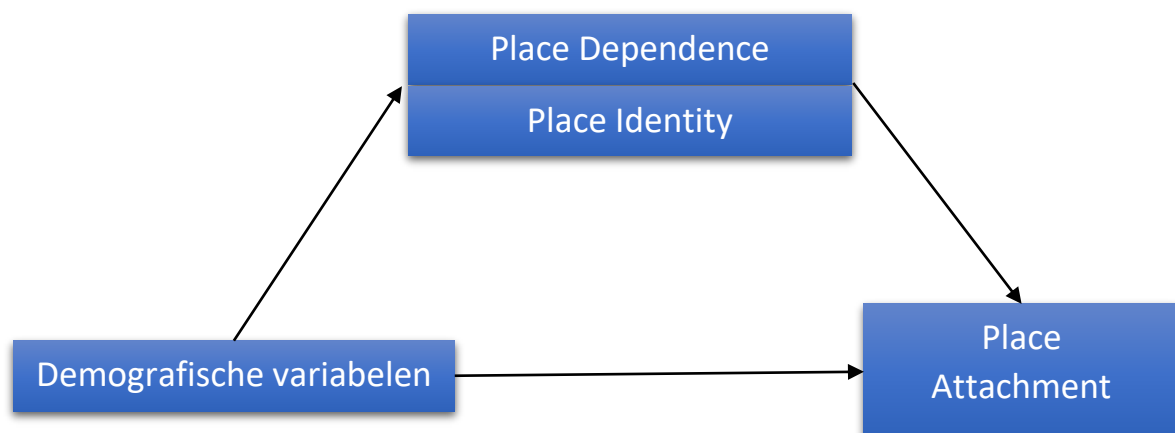 Place Dependence
Place Identity
Demografische variabelen
Place
Attachment